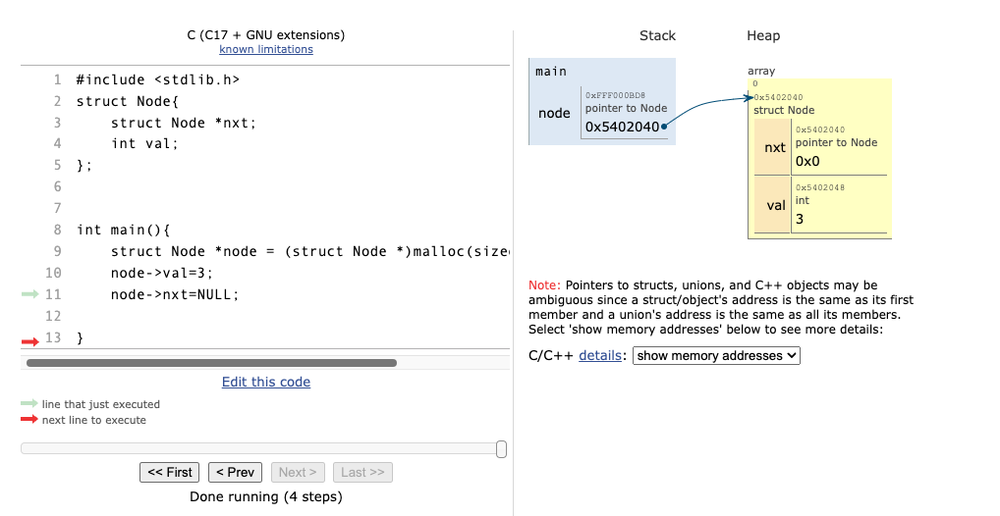 C (C17 + GNU extensions)
known limitations
1 #include <stdlib.h>
2 struct Node{
3     struct Node *nxt;
4     int val;
5 };
6
7
8 int main(){
9     struct Node *node = (struct Node *)malloc(size
10     node->val=3;
11     node->nxt=NULL;
12
13 }
Edit this code
line that just executed
next line to execute
<< First < Prev Next > Last >>
Done running (4 steps)
Stack Heap
main
node
0xFFF000BD8
pointer to Node
0x5402040
array
0
0x5402040
struct Node
nxt
0x5402040
pointer to Node
0x0
val
0x5402048
int
3
Note: Pointers to structs, unions, and C++ objects may be
ambiguous since a struct/object's address is the same as its first
member and a union's address is the same as all its members.
Select 'show memory addresses' below to see more details:
C/C++ details: show memory addresses